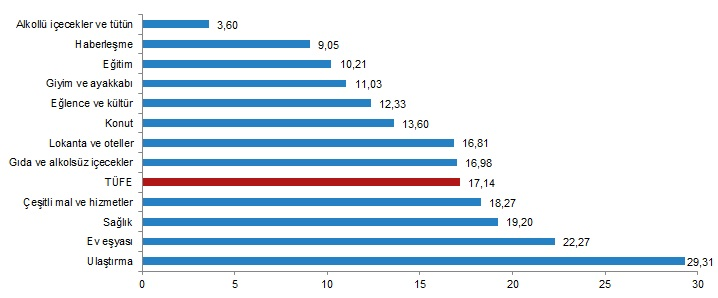 Alkollü içecekler ve tütün 3,60
Haberleşme 9,05
Eğitim 10,21
Giyim ve ayakkabı 11,03
Eğlence ve kültür 12,33
Konut 13,60
Lokanta ve oteller 16,81
Gıda ve alkolsüz içecekler 16,98
TÜFE 17,14
Çeşitli mal ve hizmetler 18,27
Sağlık 19,20
Ev eşyası 22,27
Ulaştırma 29,31
0 5 10 15 20 25 30